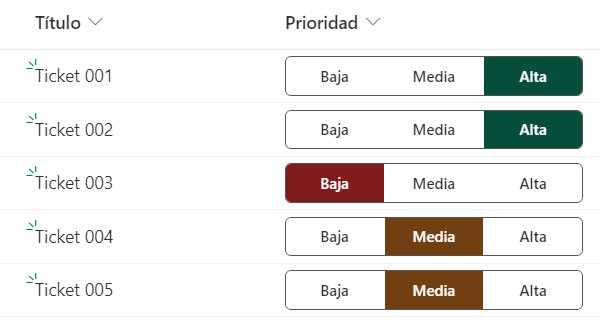 Título Prioridad
Ticket 001 Baja Media Alta
Ticket 002 Baja Media Alta
Ticket 003 Baja Media Alta
Ticket 004 Baja Media Alta
Ticket 005 Baja Media Alta